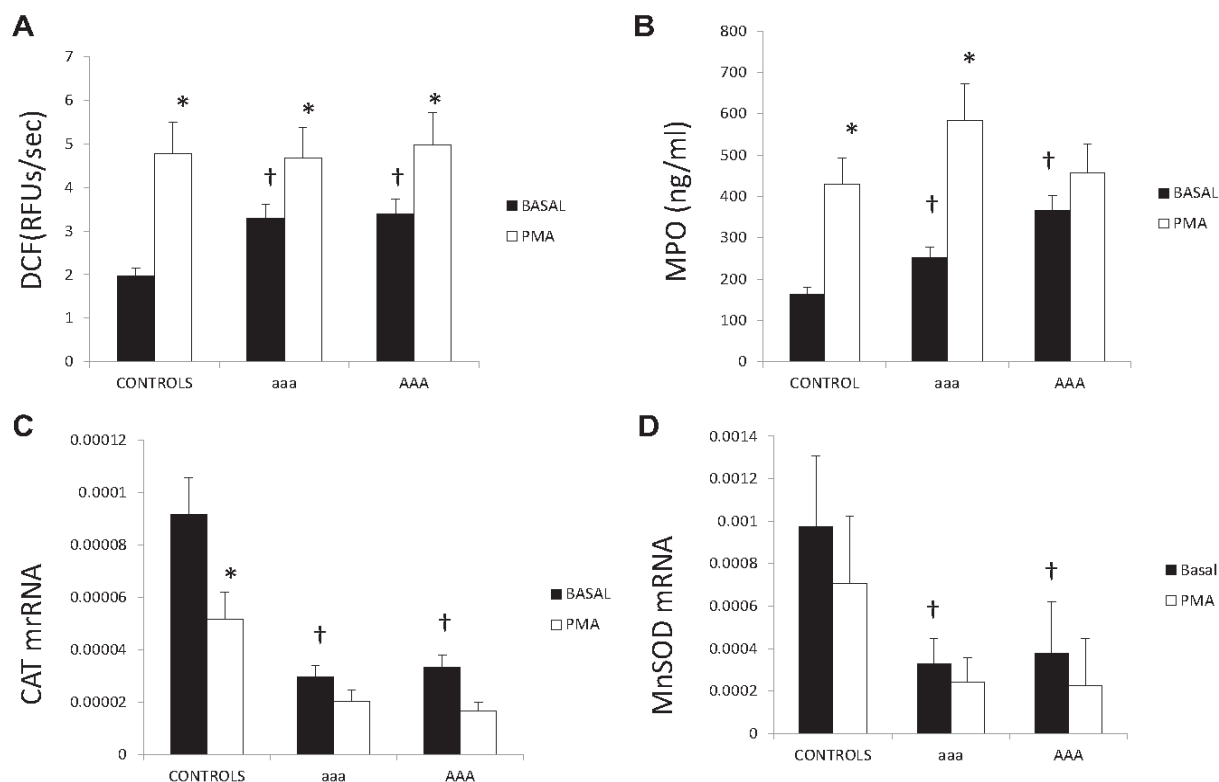 A
DCF(RFUs/sec)
7
6
5
4
3
2
1
0
*
*
*
†
†
CONTROLS aaa AAA
BASAL
PMA
B
MPO (ng/ml)
800
700
600
500
400
300
200
100
0
*
*
†
†
CONTROL aaa AAA
BASAL
PMA
C
CAT mrRNA
0.00012
0.0001
0.00008
0.00006
0.00004
0.00002
0
*
†
†
CONTROLS aaa AAA
BASAL
PMA
D
MnSOD mRNA
0.0014
0.0012
0.001
0.0008
0.0006
0.0004
0.0002
0
†
†
CONTROLS aaa AAA
Basal
PMA